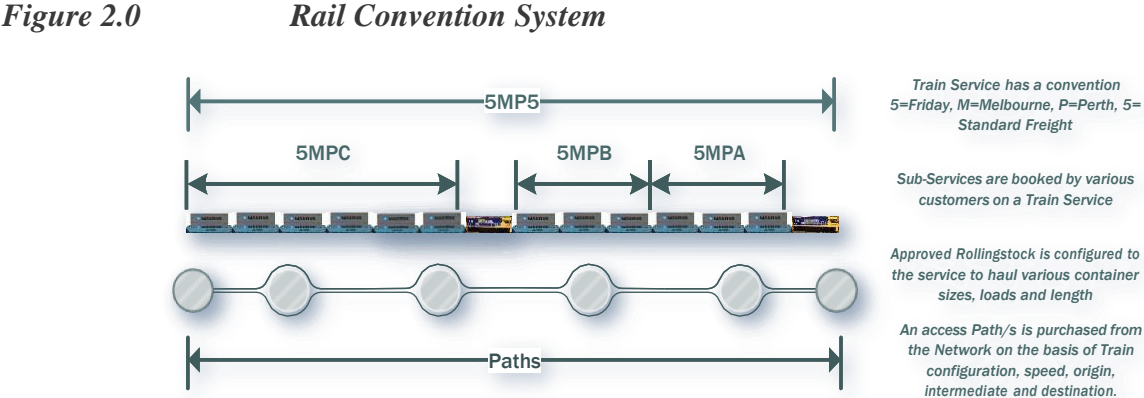 Figure 2.0 Rail Convention System
5MP5
Train Service has a convention
5=Friday, M=Melbourne, P=Perth, 5=
Standard Freight
5MPC 5MPB 5MPA
Sub-Services are booked by various
customers on a Train Service
Approved Rollingstock is configured to
the service to haul various container
sizes, loads and length
Paths
An access Path/s is purchased from
the Network on the basis of Train
configuration, speed, origin,
intermediate and destination.